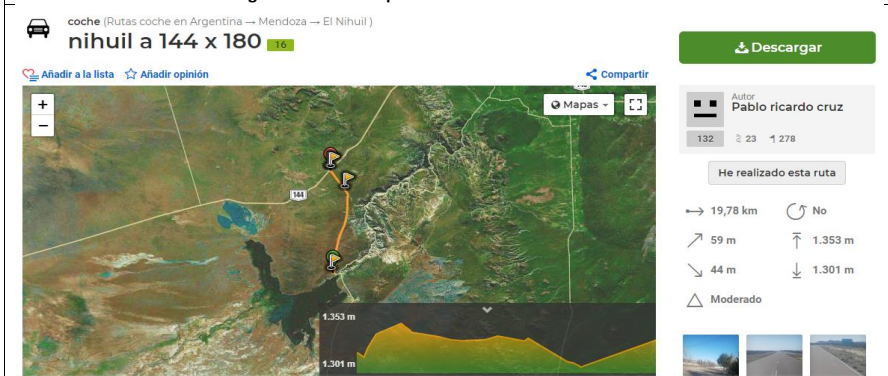 coche (Rutas coche en Argentina → Mendoza → El Nihuil )
nihuil a 144 x 180 16
Añadir a la lista Añadir opinión
Compartir
+
−
Mapas
144
1.353 m
1.301 m
Descargar
Autor
Pablo ricardo cruz
132 23 278
He realizado esta ruta
19,78 km No
59 m 1.353 m
44 m 1.301 m
Moderado